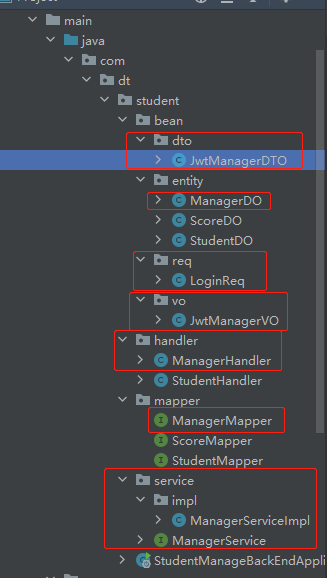 main
java
com
dt
student
bean
dto
JwtManagerDTO
entity
ManagerDO
ScoreDO
StudentDO
req
LoginReq
vo
JwtManagerVO
handler
ManagerHandler
StudentHandler
mapper
ManagerMapper
ScoreMapper
StudentMapper
service
impl
ManagerServiceImpl
ManagerService
StudentManageBackEndAppli